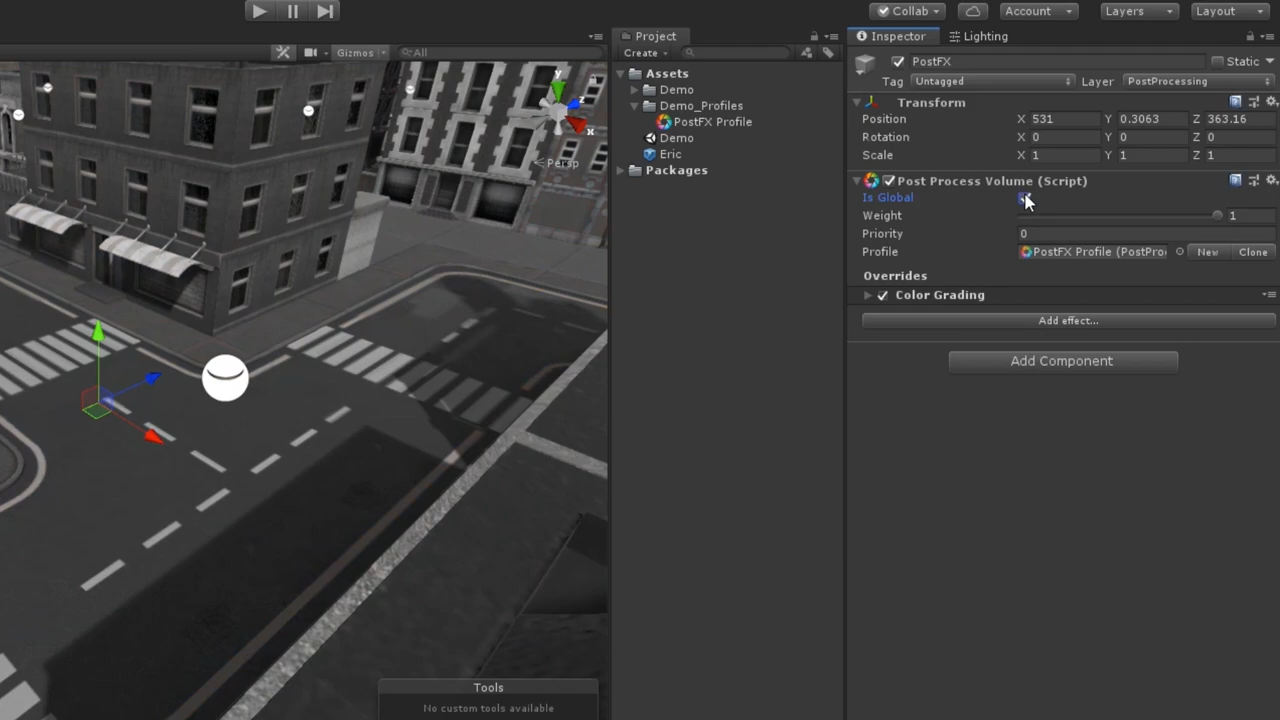 Collab
Account
Layers
Layout
Gizmos
All
y
z
x
Persp
Tools
No custom tools available
Project
Create
Assets
Demo
Demo_Profiles
PostFX Profile
Demo
Eric
Packages
Inspector
Lighting
PostFX
Static
Tag Untagged Layer PostProcessing
Transform
Position X 531 Y 0.3063 Z 363.16
Rotation X 0 Y 0 Z 0
Scale X 1 Y 1 Z 1
Post Process Volume (Script)
Is Global
Weight 1
Priority 0
Profile PostFX Profile (PostPro New Clone
Overrides
Color Grading
Add effect...
Add Component